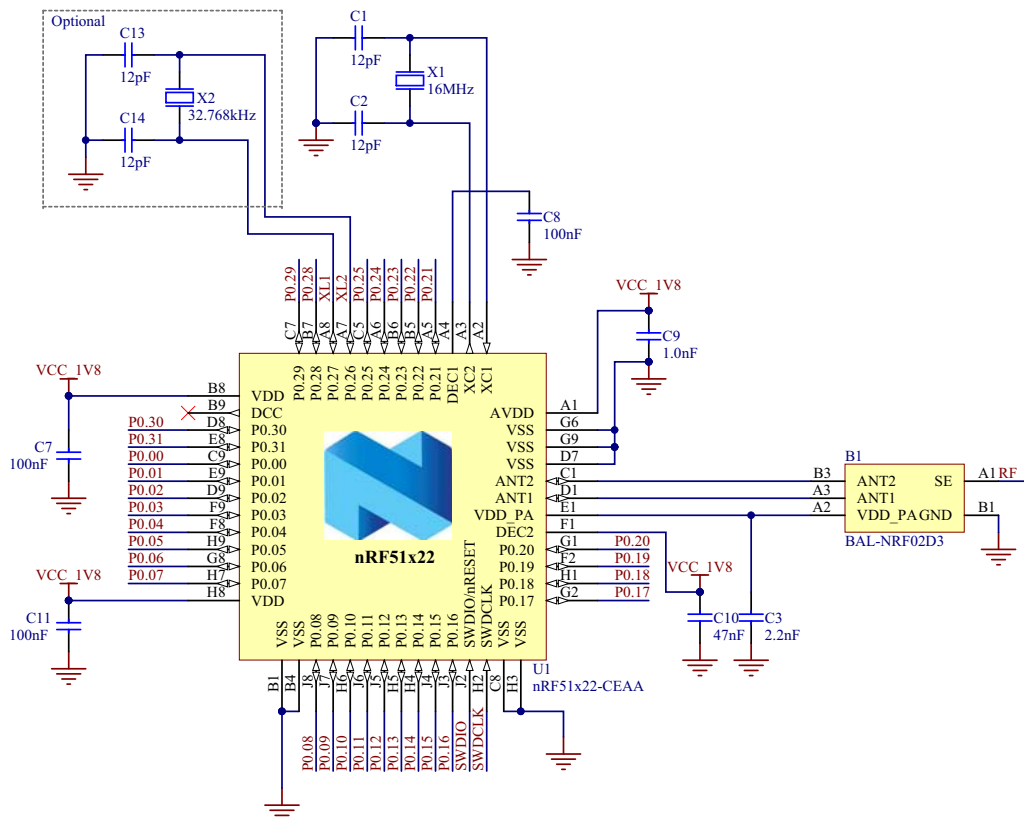 Optional
C13
12pF
X2
32.768kHz
C14
12pF
C1
12pF
X1
16MHz
C2
12pF
C8
100nF
P0.29
P0.28
XL1
XL2
P0.25
P0.24
P0.23
P0.22
P0.21
C7
B7
A8
A7
C5
A6
B6
B5
A5
A4
A3
A2
P0.29
P0.28
P0.27
P0.26
P0.25
P0.24
P0.23
P0.22
P0.21
DEC1
XC2
XC1
VCC_1V8
C9
1.0nF
VCC_1V8
C7
100nF
B8 VDD
B9 DCC
P0.30 D8 P0.30
P0.31 E8 P0.31
P0.00 C9 P0.00
P0.01 E9 P0.01
P0.02 D9 P0.02
P0.03 F9 P0.03
P0.04 F8 P0.04
P0.05 H9 P0.05
P0.06 G8 P0.06
P0.07 H7 P0.07
H8 VDD
VCC_1V8
C11
100nF
nRF51x22
AVDD A1
VSS G6
VSS G9
VSS D7
ANT2 C1
ANT1 D1
VDD_PA E1
DEC2 F1
P0.20 G1 P0.20
P0.19 F2 P0.19
P0.18 H1 P0.18
P0.17 G2 P0.17
B1
B3 ANT2 SE A1 RF
A3 ANT1
A2 VDD_PA GND B1
BAL-NRF02D3
VCC_1V8
C10
47nF
C3
2.2nF
VSS
VSS
P0.08
P0.09
P0.10
P0.11
P0.12
P0.13
P0.14
P0.15
P0.16
SWDIO/nRESET
SWDCLK
VSS
VSS
U1
nRF51x22-CEAA
B1
B4
J8
J7
H6
J6
J5
H5
H4
J4
J3
J2
H2
C8
H3
P0.08
P0.09
P0.10
P0.11
P0.12
P0.13
P0.14
P0.15
P0.16
SWDIO
SWDCLK